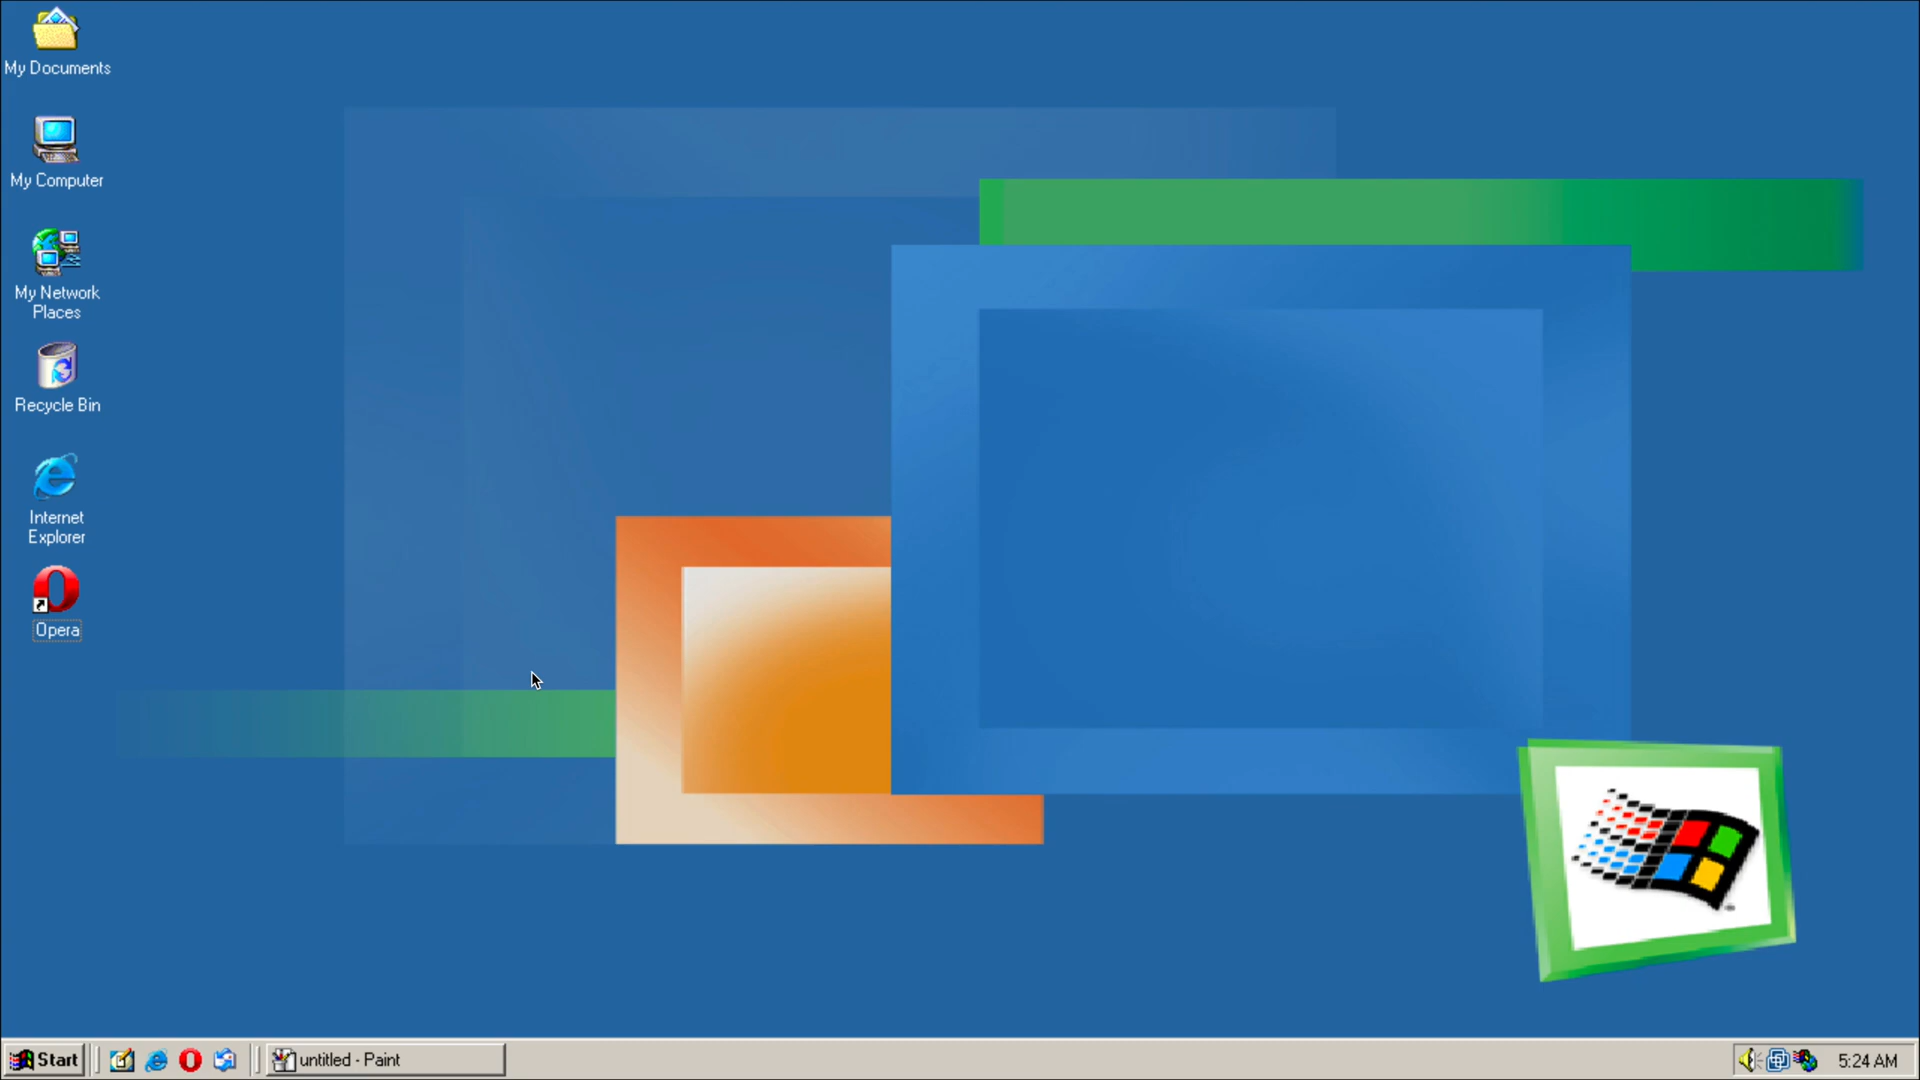 My Documents
My Computer
My Network
Places
Recycle Bin
Internet
Explorer
Opera
Start
untitled - Paint
5:24 AM